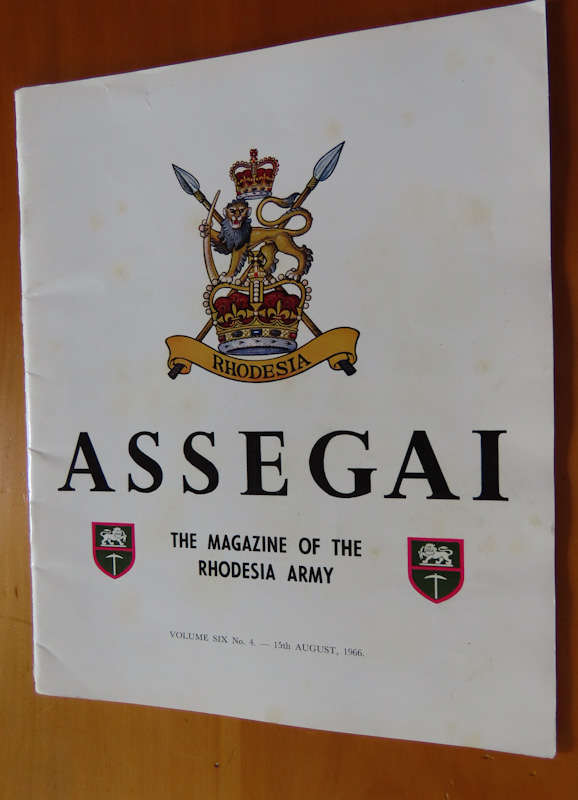 RHODESIA
ASSEGAI
THE MAGAZINE OF THE
RHODESIA ARMY
VOLUME SIX No. 4. — 15th AUGUST, 1966.